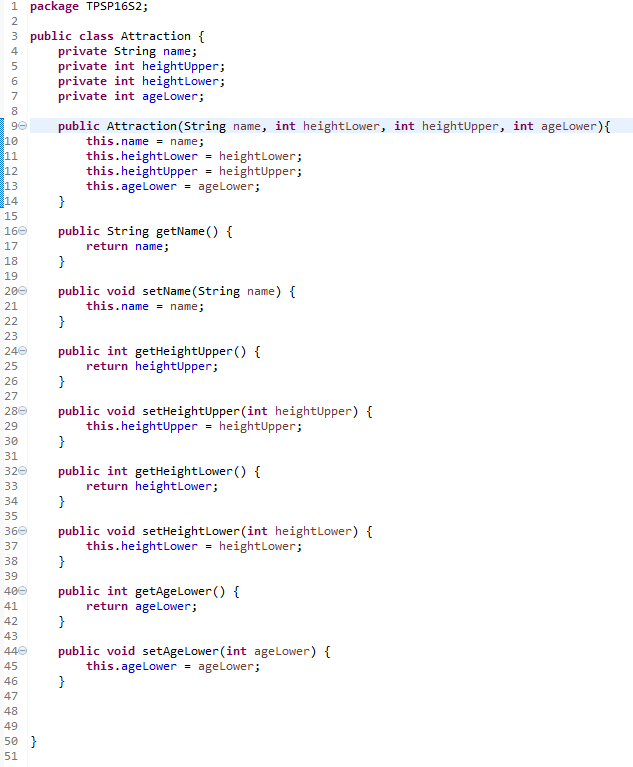 1 package TPSP16S2;
2
3 public class Attraction {
4     private String name;
5     private int heightUpper;
6     private int heightLower;
7     private int ageLower;
8
9     public Attraction(String name, int heightLower, int heightUpper, int ageLower){
10         this.name = name;
11         this.heightLower = heightLower;
12         this.heightUpper = heightUpper;
13         this.ageLower = ageLower;
14     }
15
16     public String getName() {
17         return name;
18     }
19
20     public void setName(String name) {
21         this.name = name;
22     }
23
24     public int getHeightUpper() {
25         return heightUpper;
26     }
27
28     public void setHeightUpper(int heightUpper) {
29         this.heightUpper = heightUpper;
30     }
31
32     public int getHeightLower() {
33         return heightLower;
34     }
35
36     public void setHeightLower(int heightLower) {
37         this.heightLower = heightLower;
38     }
39
40     public int getAgeLower() {
41         return ageLower;
42     }
43
44     public void setAgeLower(int ageLower) {
45         this.ageLower = ageLower;
46     }
47
48
49
50 }
51